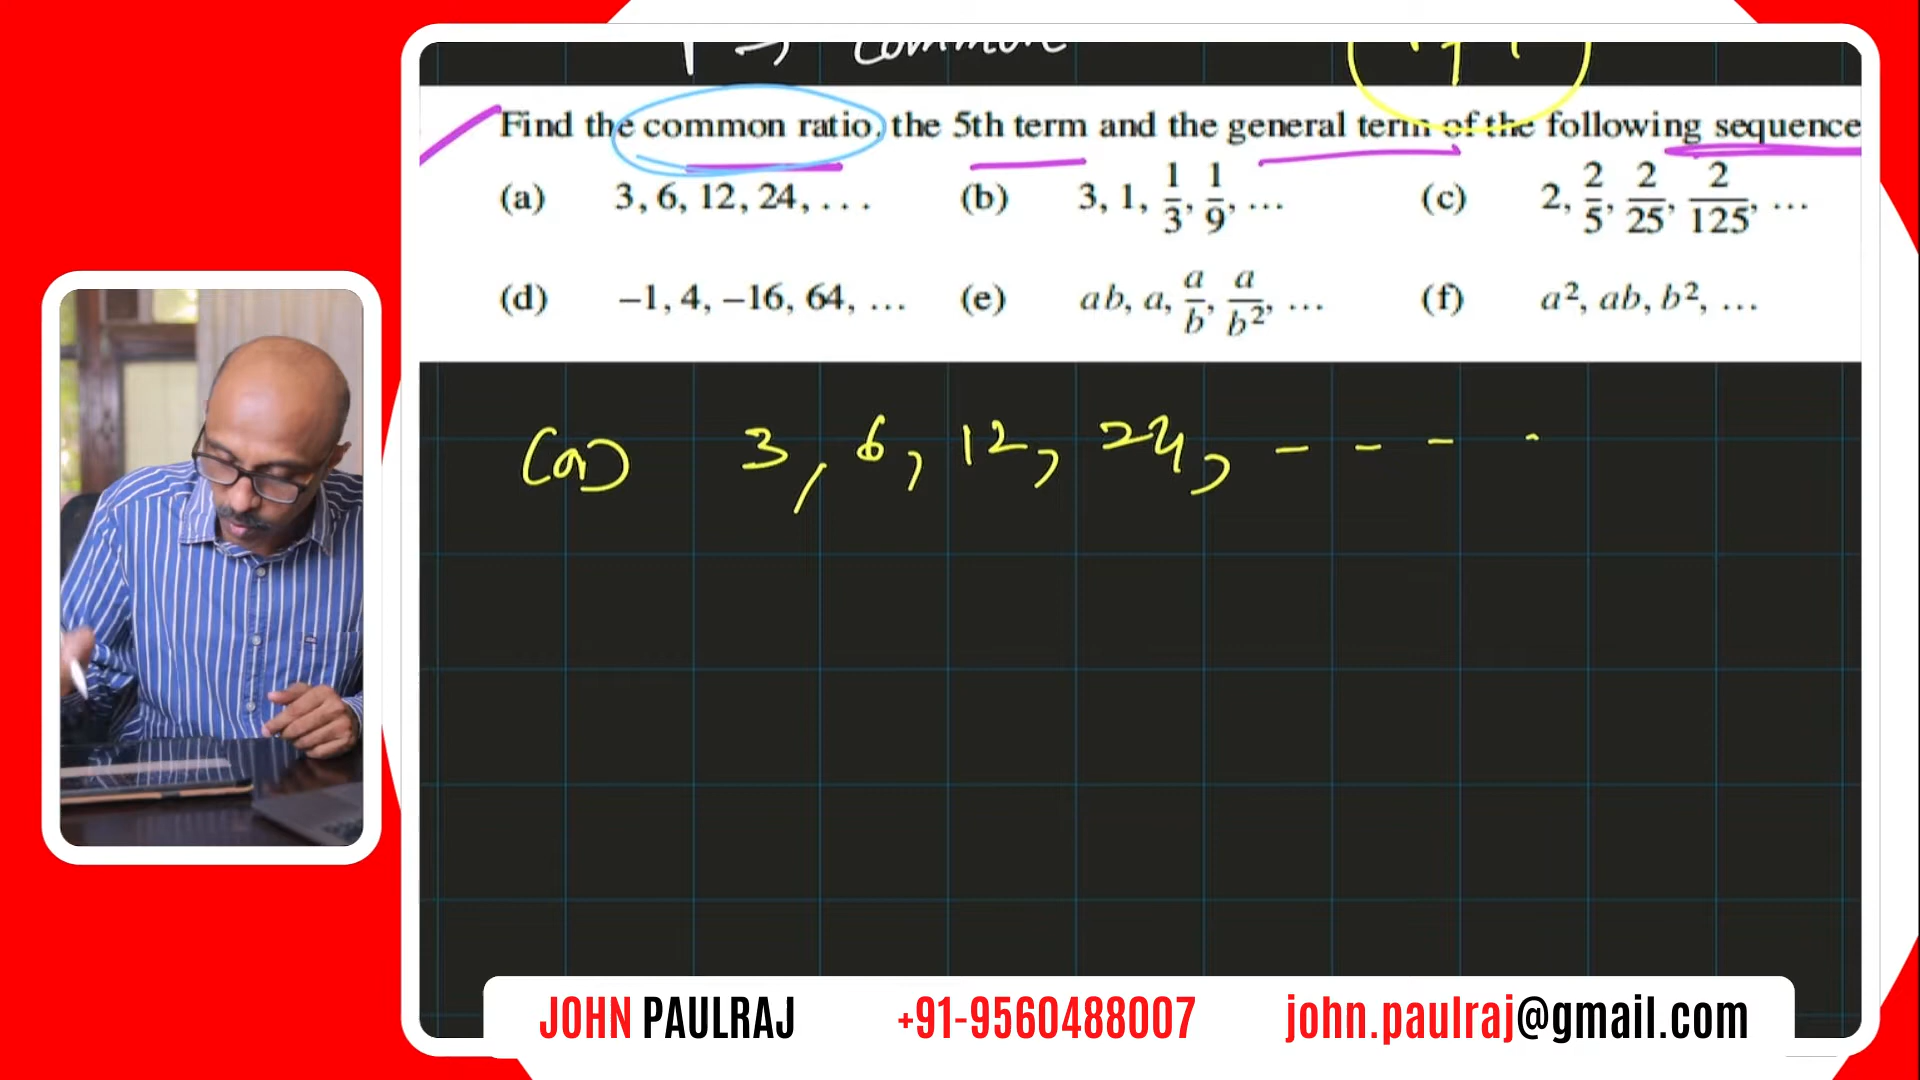 common
Find the common ratio, the 5th term and the general term of the following sequence
(a) 3, 6, 12, 24, . . . (b) 3, 1, 1/3, 1/9, ... (c) 2, 2/5, 2/25, 2/125, ...
(d) –1, 4, –16, 64, ... (e) ab, a, a/b, a/b², ... (f) a², ab, b², ...
(a) 3, 6, 12, 24, - - - -
JOHN PAULRAJ +91-9560488007 john.paulraj@gmail.com